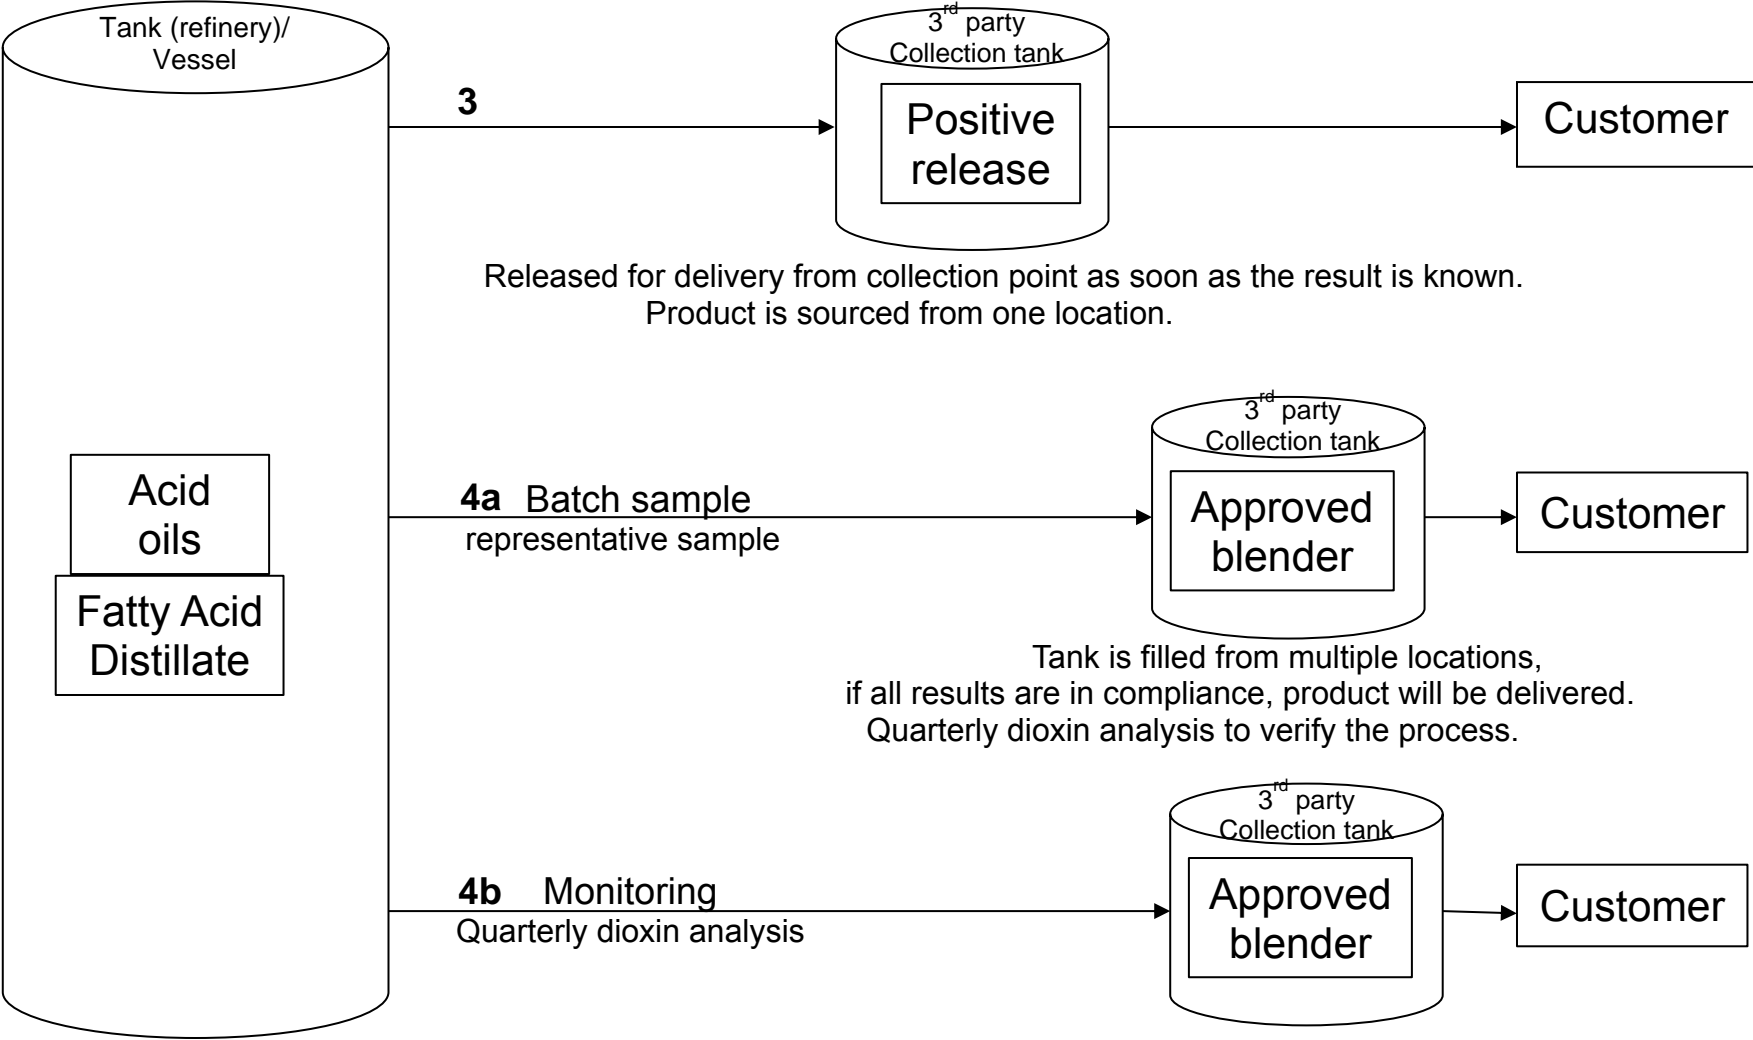 Tank (refinery)/
Vessel
3rd party
Collection tank
3
Positive
release
Customer
Released for delivery from collection point as soon as the result is known.
Product is sourced from one location.
3rd party
Collection tank
Acid
oils
Fatty Acid
Distillate
4a Batch sample
representative sample
Approved
blender
Customer
Tank is filled from multiple locations,
if all results are in compliance, product will be delivered.
Quarterly dioxin analysis to verify the process.
3rd party
Collection tank
4b Monitoring
Quarterly dioxin analysis
Approved
blender
Customer